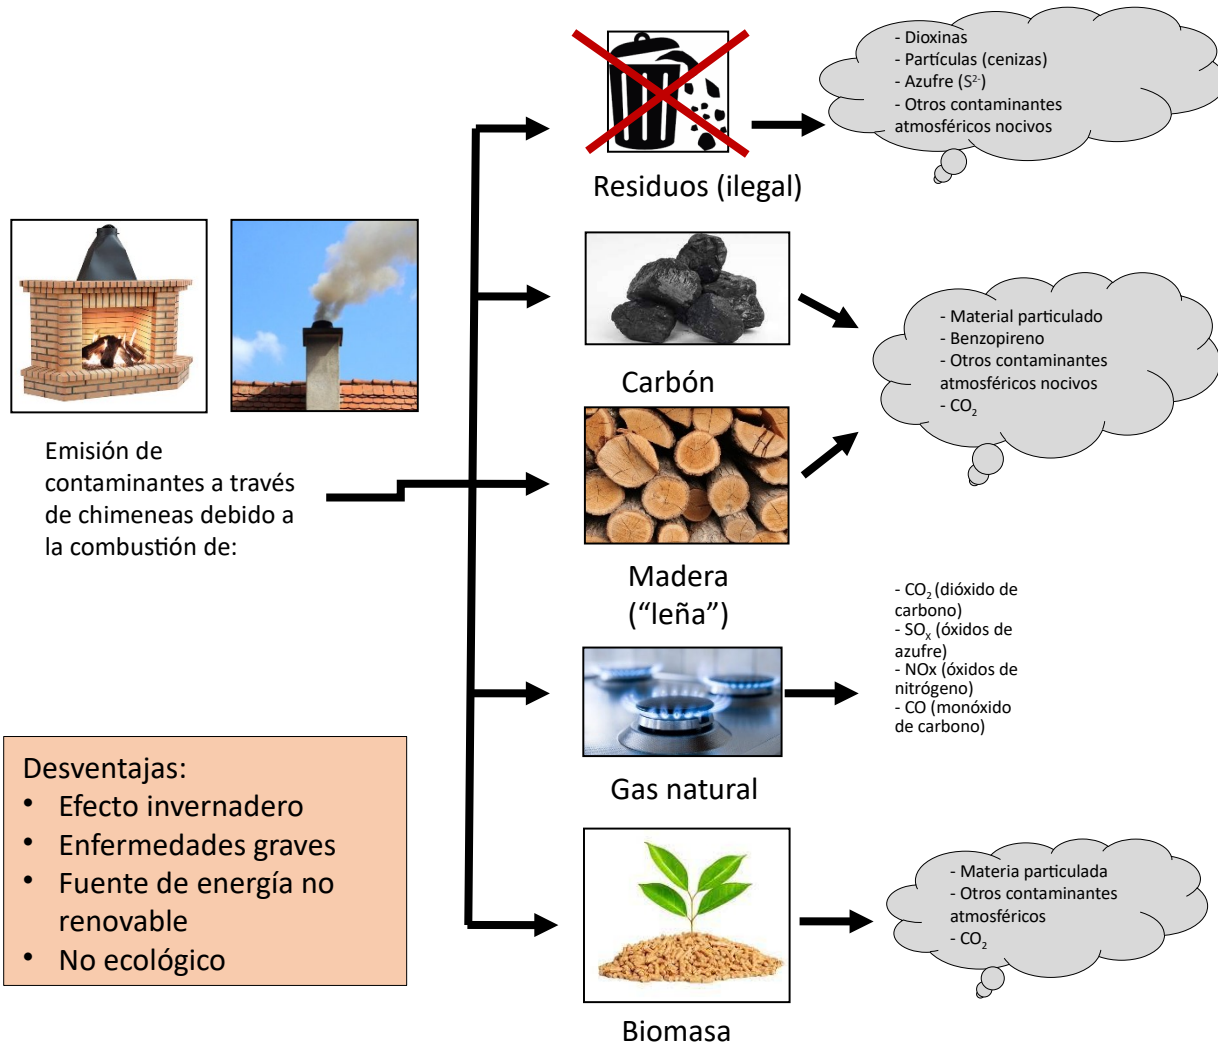 - Dioxinas
- Partículas (cenizas)
- Azufre (S²⁻)
- Otros contaminantes
atmosféricos nocivos
Residuos (ilegal)
Emisión de
contaminantes a través
de chimeneas debido a
la combustión de:
Carbón
- Material particulado
- Benzopireno
- Otros contaminantes
atmosféricos nocivos
- CO₂
Madera
(“leña”)
- CO₂ (dióxido de
carbono)
- SOₓ (óxidos de
azufre)
- NOx (óxidos de
nitrógeno)
- CO (monóxido
de carbono)
Gas natural
Desventajas:
• Efecto invernadero
• Enfermedades graves
• Fuente de energía no
renovable
• No ecológico
- Materia particulada
- Otros contaminantes
atmosféricos
- CO₂
Biomasa